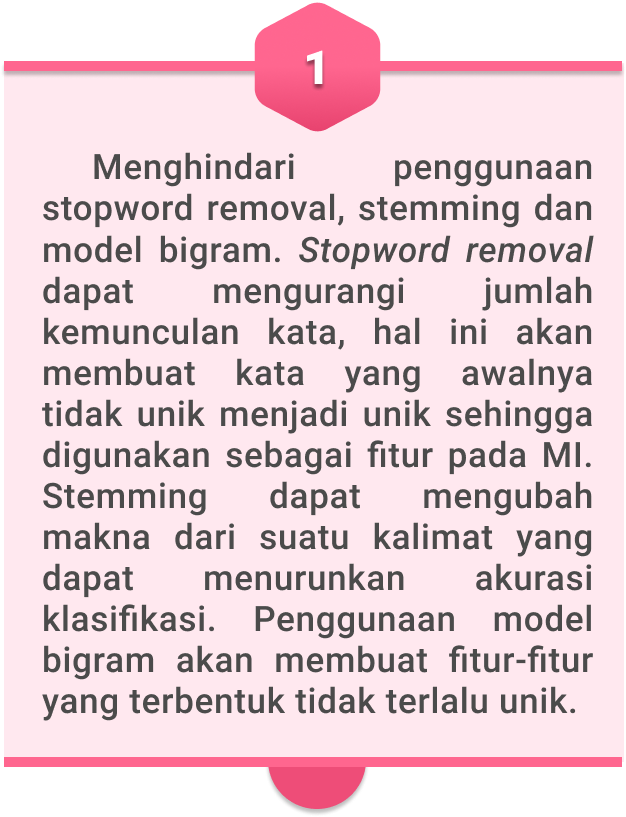 1
Menghindari penggunaan
stopword removal, stemming dan
model bigram. Stopword removal
dapat mengurangi jumlah
kemunculan kata, hal ini akan
membuat kata yang awalnya
tidak unik menjadi unik sehingga
digunakan sebagai fitur pada MI.
Stemming dapat mengubah
makna dari suatu kalimat yang
dapat menurunkan akurasi
klasifikasi. Penggunaan model
bigram akan membuat fitur-fitur
yang terbentuk tidak terlalu unik.